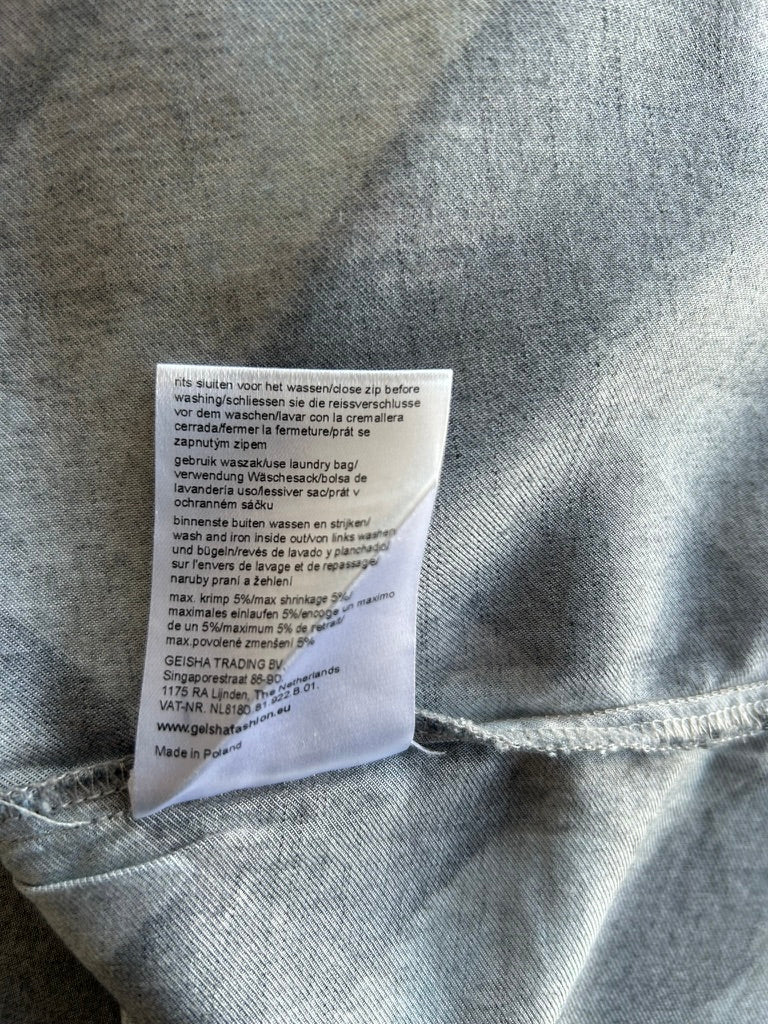 rits sluiten voor het wassen/close zip before
washing/schliessen sie die reissverschlusse
vor dem waschen/lavar con la cremallera
cerrada/fermer la fermeture/prát se
zapnutým zipem
gebruik waszak/use laundry bag/
verwendung Wäschesack/bolsa de
lavandería uso/lessiver sac/prát v
ochranném sáčku
binnenste buiten wassen en strijken/
wash and iron inside out/von links washen
und bügeln/revés de lavado y planchado/
sur l'envers de lavage et de repassage/
naruby praní a žehlení
max. krimp 5%/max shrinkage 5%/
maximales einlaufen 5%/encoge un maximo
de un 5%/maximum 5% de retrait/
max.povolené zmenšení 5%
GEISHA TRADING BV.
Singaporestraat 86-90.
1175 RA Lijnden, The Netherlands
VAT-NR. NL8180.81.922.B.01.
www.geishafashion.eu
Made in Poland